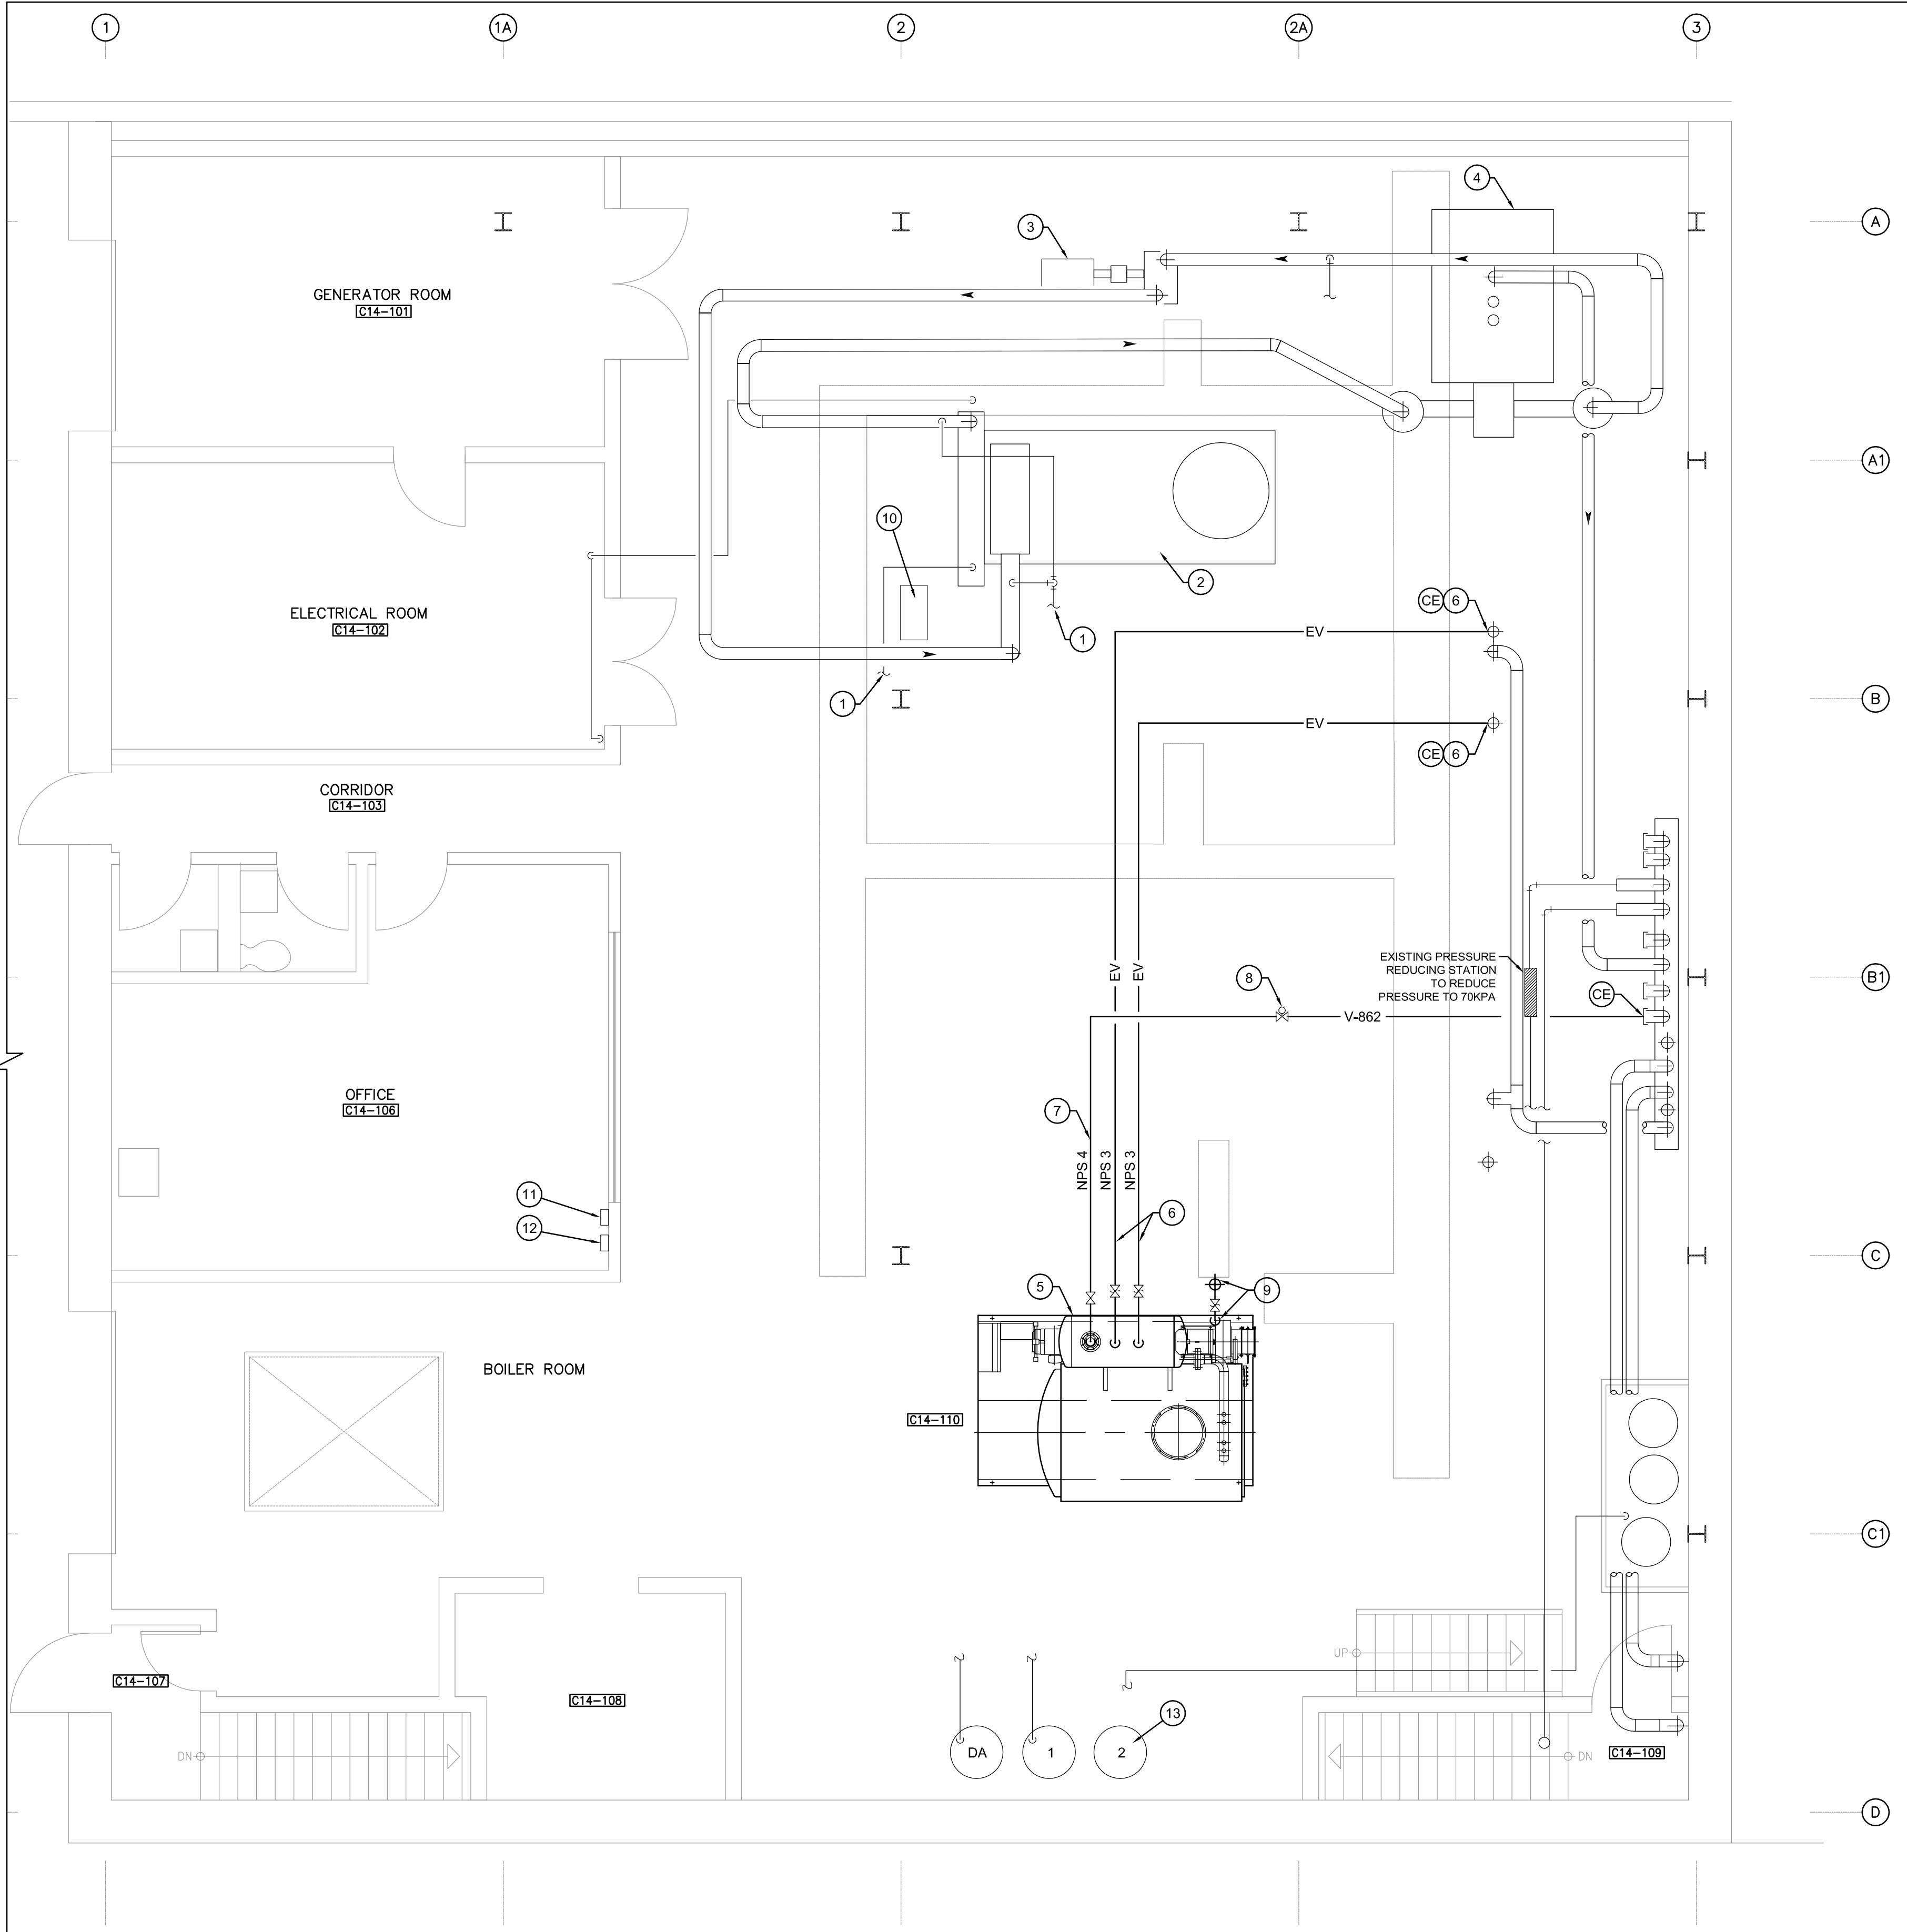 1
1A
2
2A
3
4
A
3
GENERATOR ROOM
C14-101
A1
10
2
CE 6
ELECTRICAL ROOM
C14-102
EV
1
1
B
EV
CE 6
CORRIDOR
C14-103
EXISTING PRESSURE
REDUCING STATION
TO REDUCE
PRESSURE TO 70KPA
EV
EV
8
B1
CE
V-862
OFFICE
C14-106
7
NPS 4
NPS 3
NPS 3
11
12
6
C
5
9
BOILER ROOM
C14-110
C1
UP
C14-107
C14-108
13
DN
DA
1
2
DN
C14-109
D